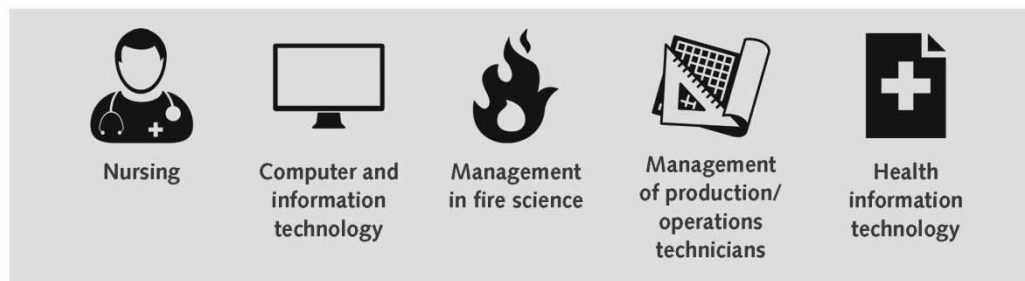 Nursing
Computer and
information
technology
Management
in fire science
Management
of production/
operations
technicians
Health
information
technology